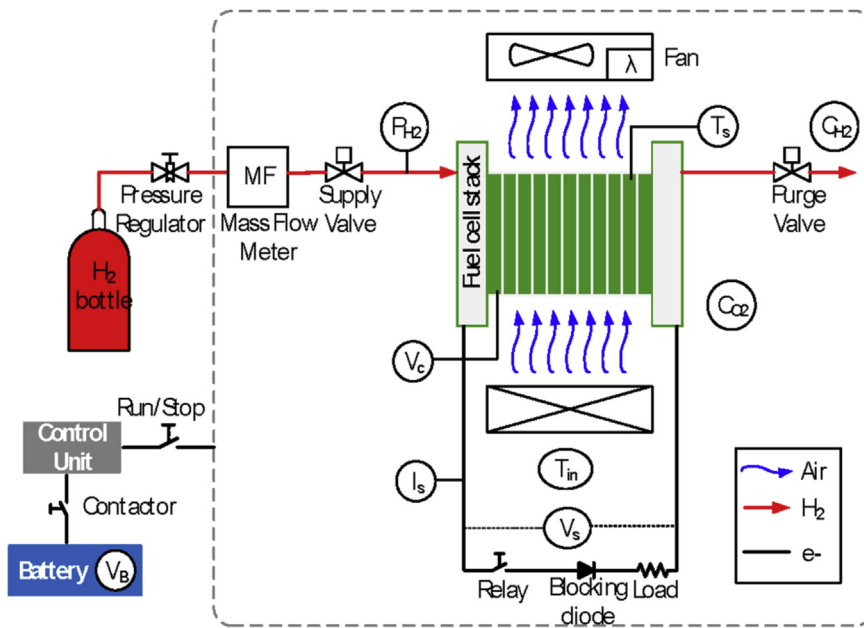 Fan
λ
P_H2
T_s
C_H2
MF
Pressure
Regulator
Supply
Valve
Mass Flow
Meter
Purge
Valve
Fuel cell stack
H2
bottle
C_O2
V_c
Run/Stop
Control
Unit
I_s
T_in
Contactor
V_s
Battery V_B
Relay
Blocking
diode
Load
Air
H2
e-